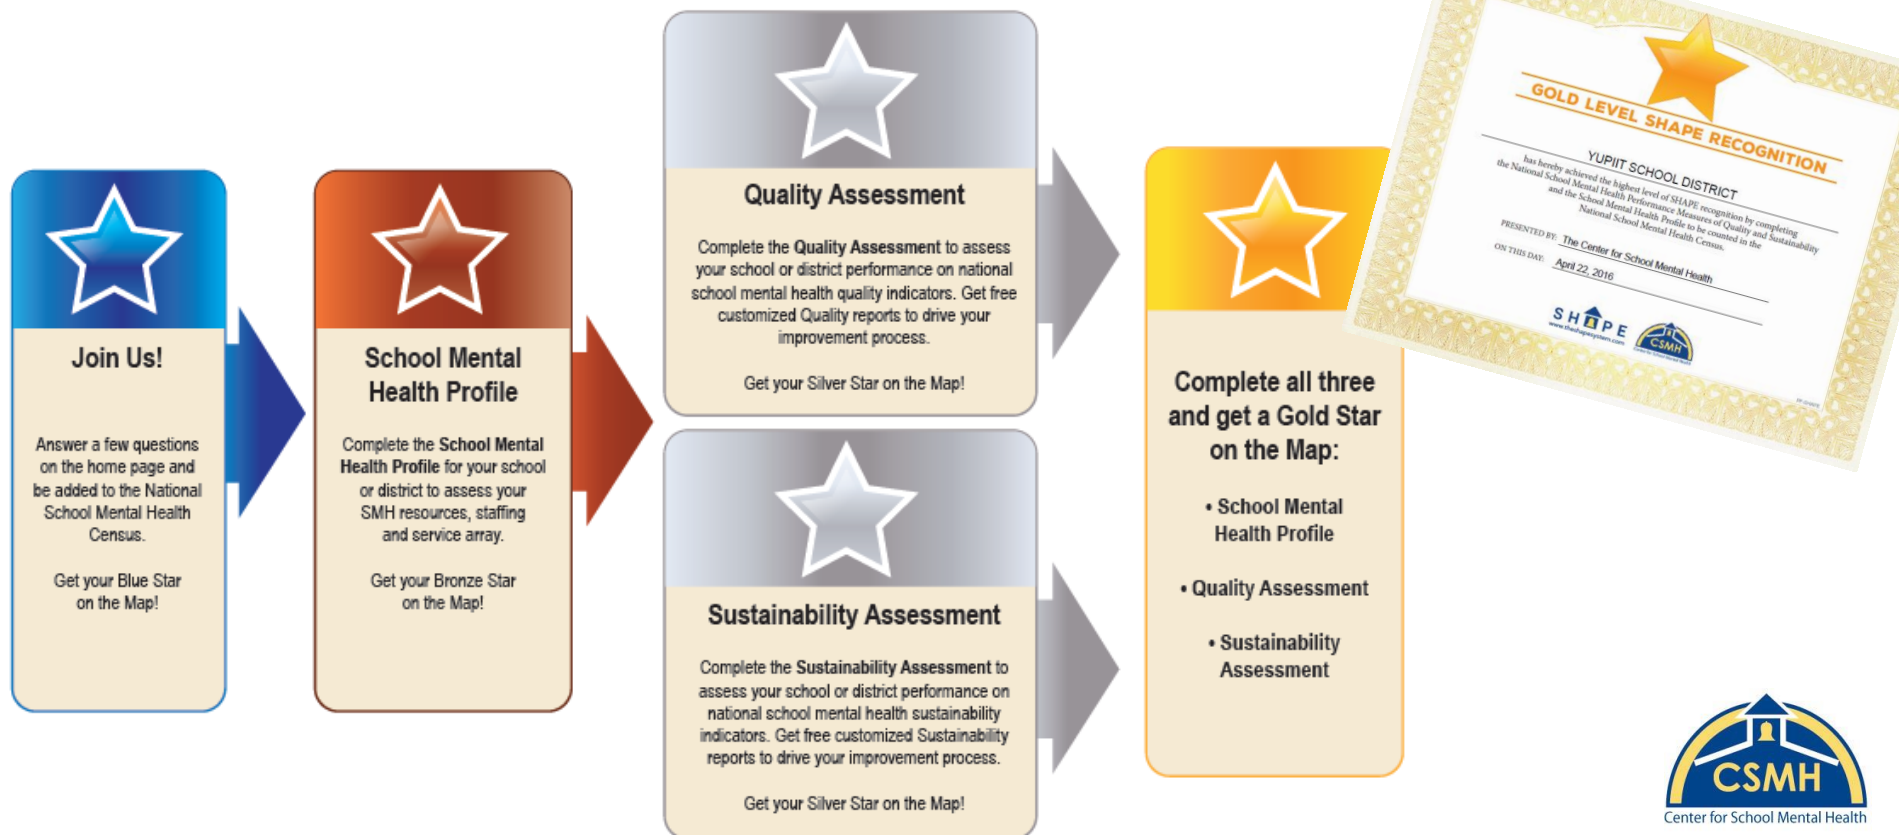 Join Us!
Answer a few questions
on the home page and
be added to the National
School Mental Health
Census.
Get your Blue Star
on the Map!
School Mental
Health Profile
Complete the School Mental
Health Profile for your school
or district to assess your
SMH resources, staffing
and service array.
Get your Bronze Star
on the Map!
Quality Assessment
Complete the Quality Assessment to assess
your school or district performance on national
school mental health quality indicators. Get free
customized Quality reports to drive your
improvement process.
Get your Silver Star on the Map!
Sustainability Assessment
Complete the Sustainability Assessment to
assess your school or district performance on
national school mental health sustainability
indicators. Get free customized Sustainability
reports to drive your improvement process.
Get your Silver Star on the Map!
Complete all three
and get a Gold Star
on the Map:
• School Mental
Health Profile
• Quality Assessment
• Sustainability
Assessment
GOLD LEVEL SHAPE RECOGNITION
YUPIIT SCHOOL DISTRICT
has hereby achieved the highest level of SHAPE recognition by completing
the National School Mental Health Performance Measures of Quality and Sustainability
and the School Mental Health Profile to be counted in the
National School Mental Health Census.
PRESENTED BY: The Center for School Mental Health
ON THIS DAY: April 22, 2016
SHAPE
www.theshapesystem.com
CSMH
Center for School Mental Health
CSMH
Center for School Mental Health